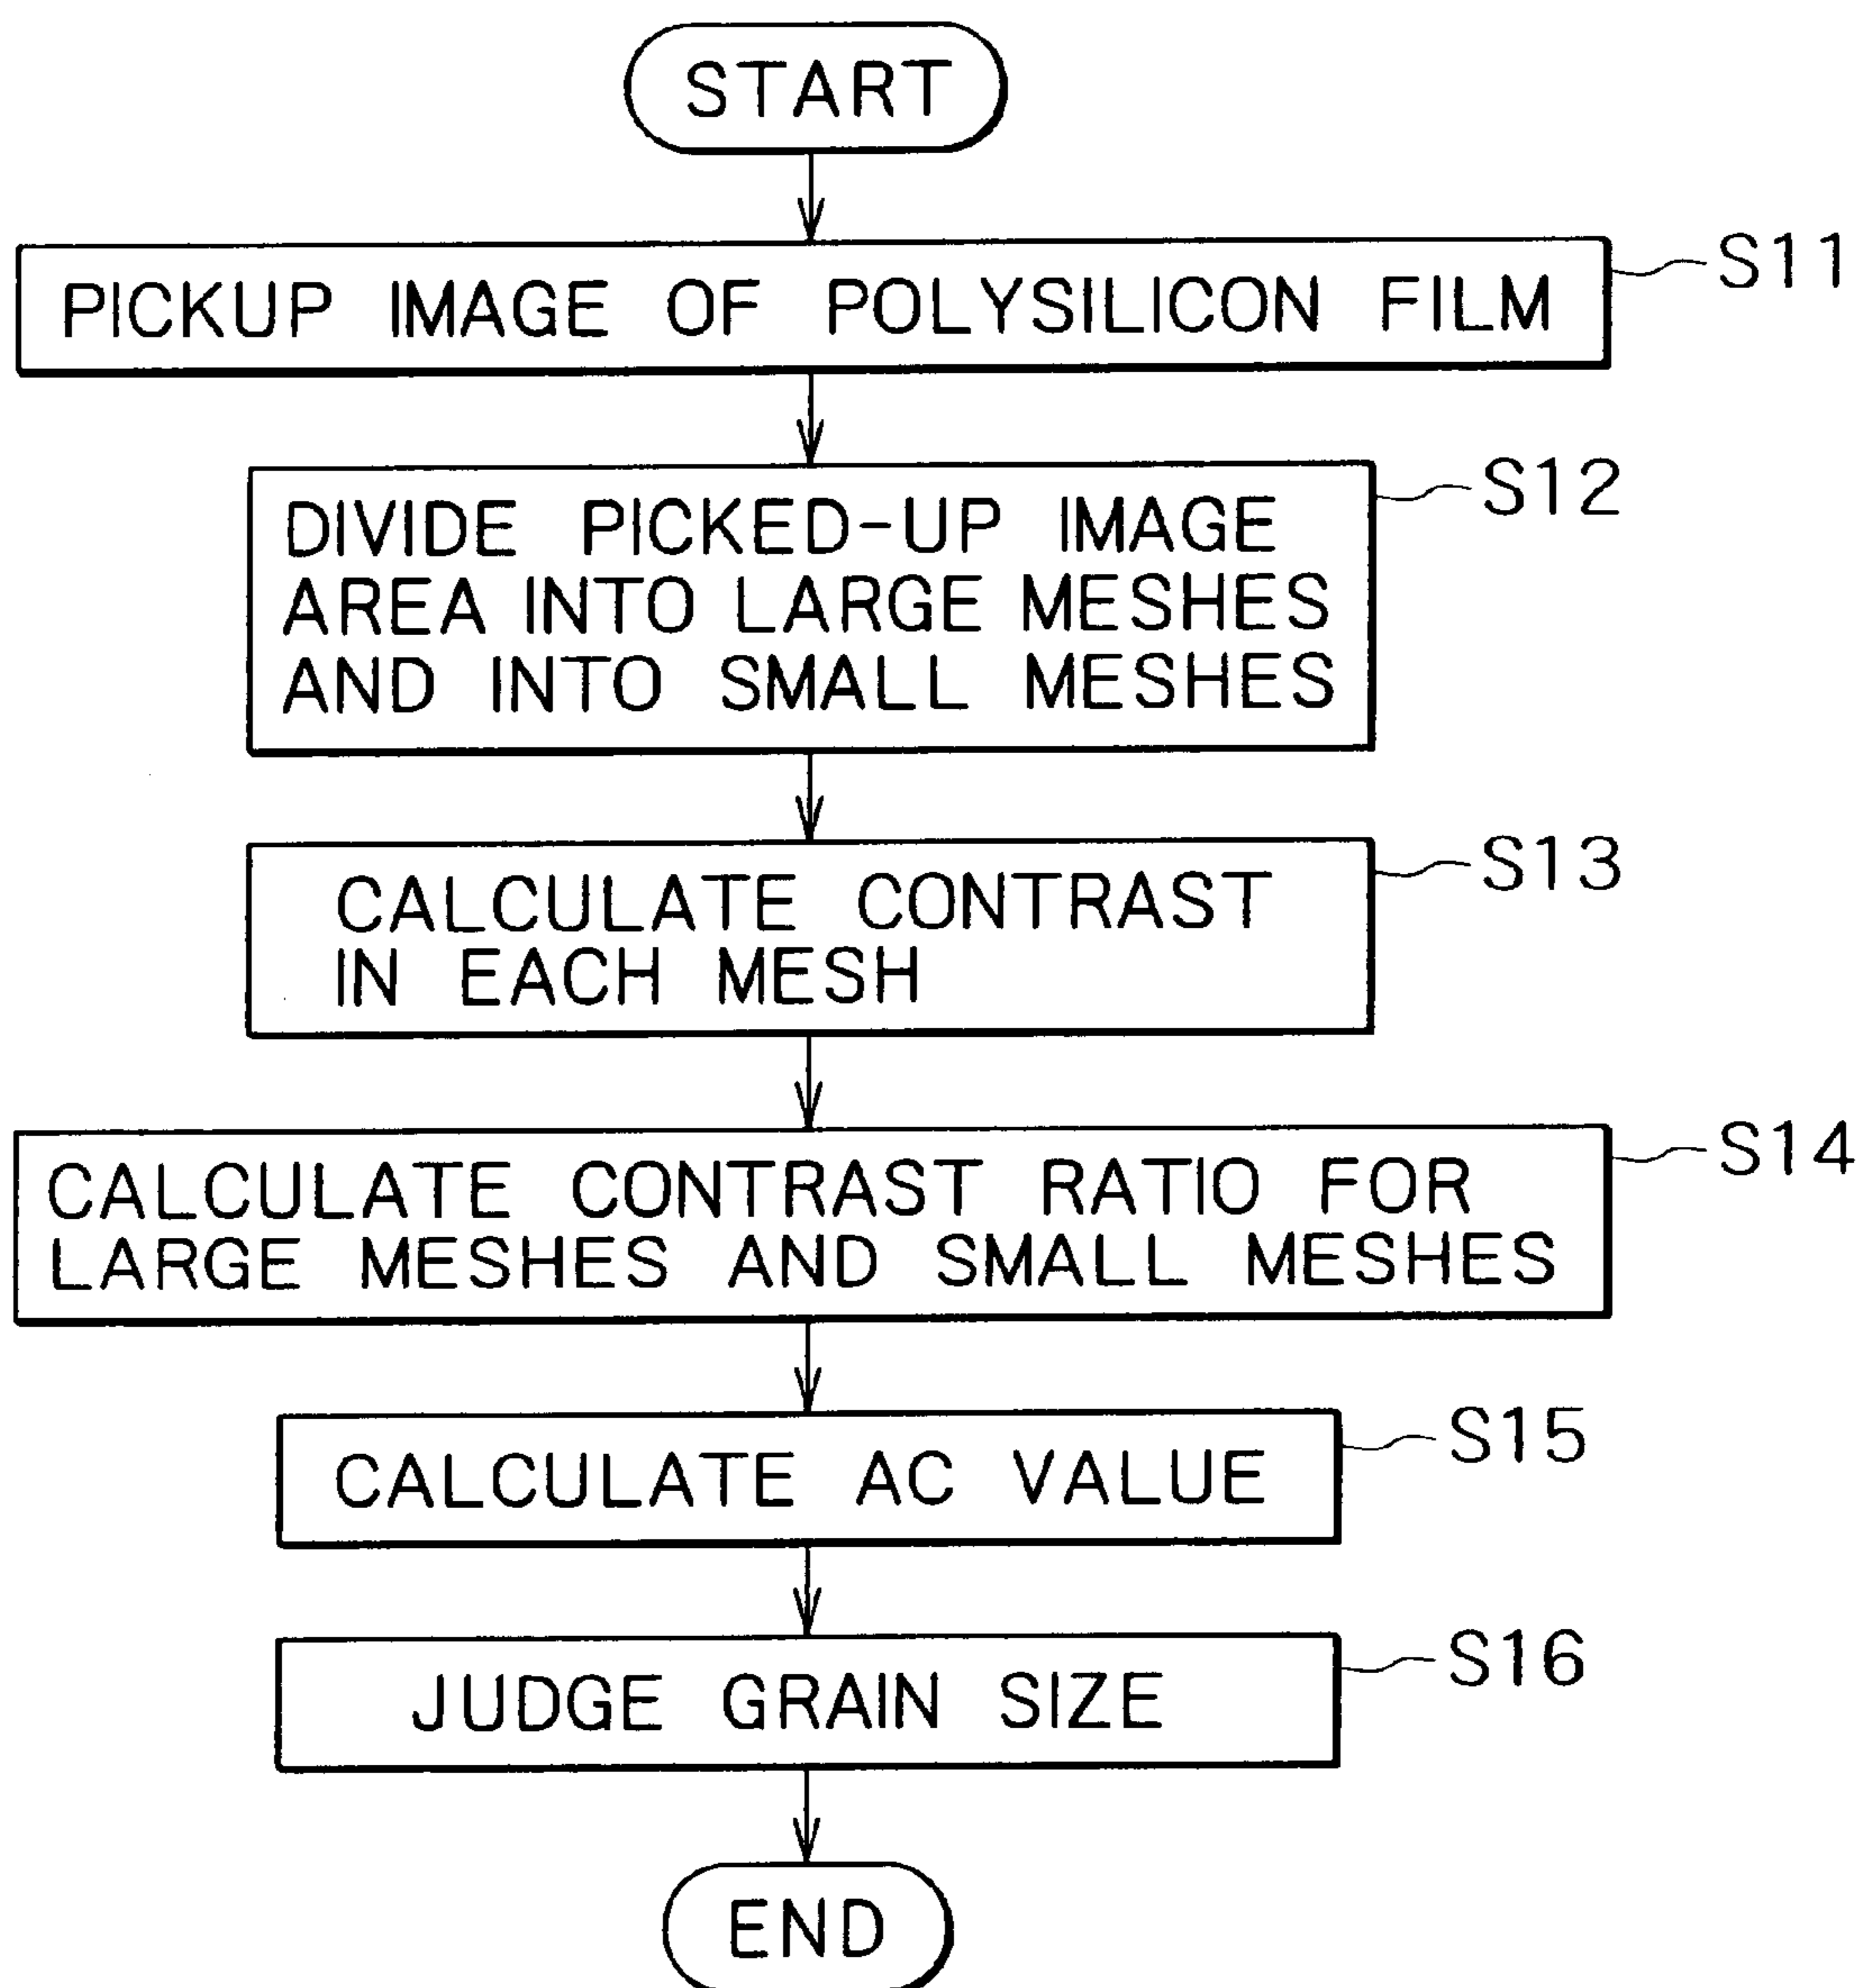 START
PICKUP IMAGE OF POLYSILICON FILM
S11
DIVIDE PICKED-UP IMAGE
AREA INTO LARGE MESHES
AND INTO SMALL MESHES
S12
CALCULATE CONTRAST
IN EACH MESH
S13
CALCULATE CONTRAST RATIO FOR
LARGE MESHES AND SMALL MESHES
S14
CALCULATE AC VALUE
S15
JUDGE GRAIN SIZE
S16
END